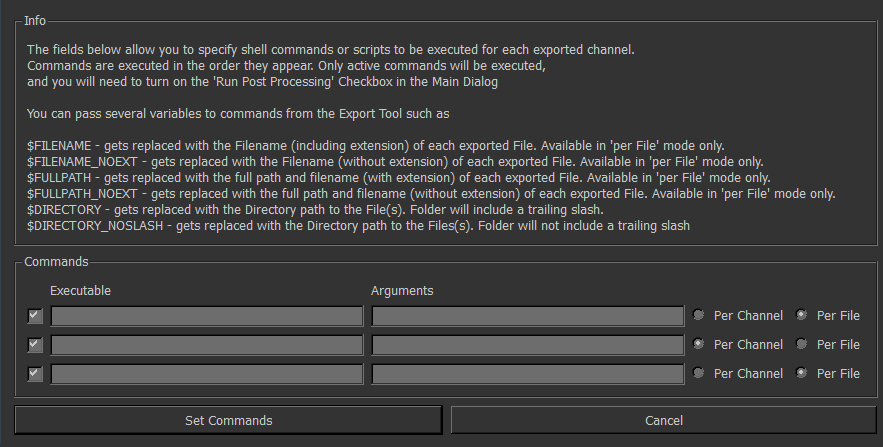 Info
The fields below allow you to specify shell commands or scripts to be executed for each exported channel.
Commands are executed in the order they appear. Only active commands will be executed,
and you will need to turn on the 'Run Post Processing' Checkbox in the Main Dialog
You can pass several variables to commands from the Export Tool such as
$FILENAME - gets replaced with the Filename (including extension) of each exported File. Available in 'per File' mode only.
$FILENAME_NOEXT - gets replaced with the Filename (without extension) of each exported File. Available in 'per File' mode only.
$FULLPATH - gets replaced with the full path and filename (with extension) of each exported File. Available in 'per File' mode only.
$FULLPATH_NOEXT - gets replaced with the full path and filename (without extension) of each exported File. Available in 'per File' mode only.
$DIRECTORY - gets replaced with the Directory path to the File(s). Folder will include a trailing slash.
$DIRECTORY_NOSLASH - gets replaced with the Directory path to the Files(s). Folder will not include a trailing slash
Commands
Executable Arguments
Per Channel Per File
Per Channel Per File
Per Channel Per File
Set Commands Cancel